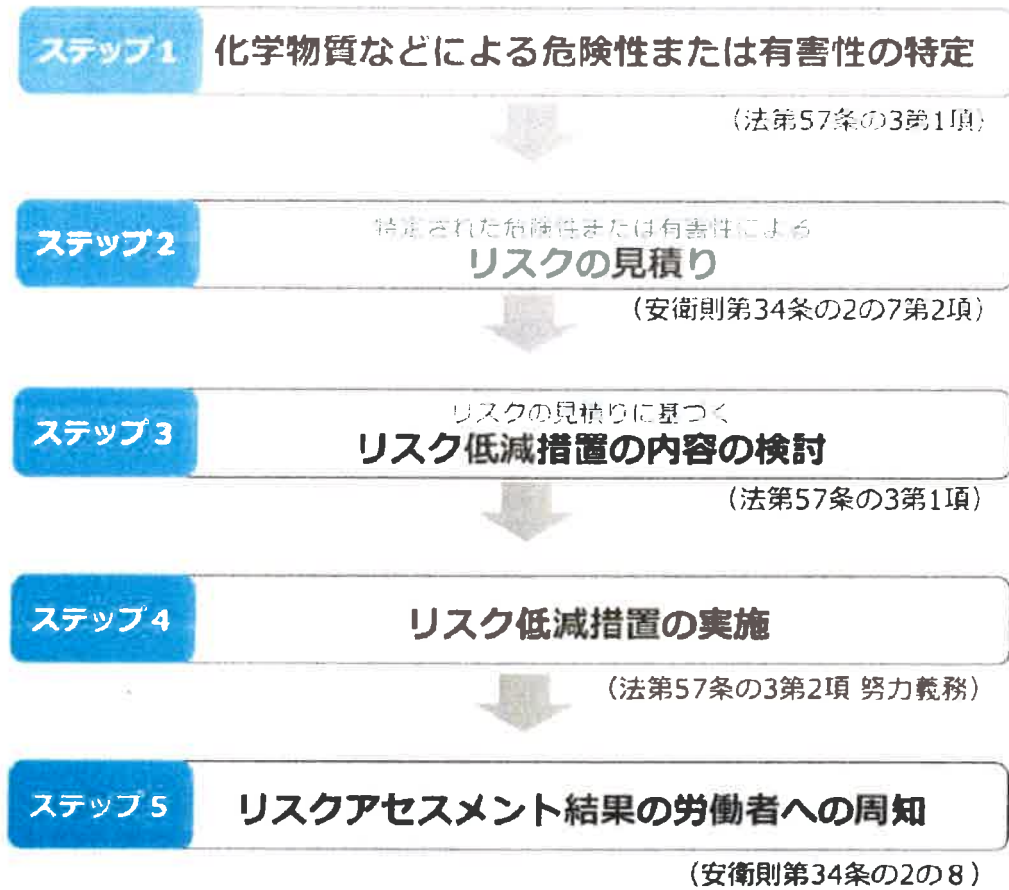 ステップ1 化学物質などによる危険性または有害性の特定
(法第57条の3第1項)
ステップ2
特定された危険性または有害性による
リスクの見積り
(安衛則第34条の2の7第2項)
ステップ3
リスクの見積りに基づく
リスク低減措置の内容の検討
(法第57条の3第1項)
ステップ4 リスク低減措置の実施
(法第57条の3第2項 努力義務)
ステップ5 リスクアセスメント結果の労働者への周知
(安衛則第34条の2の8)